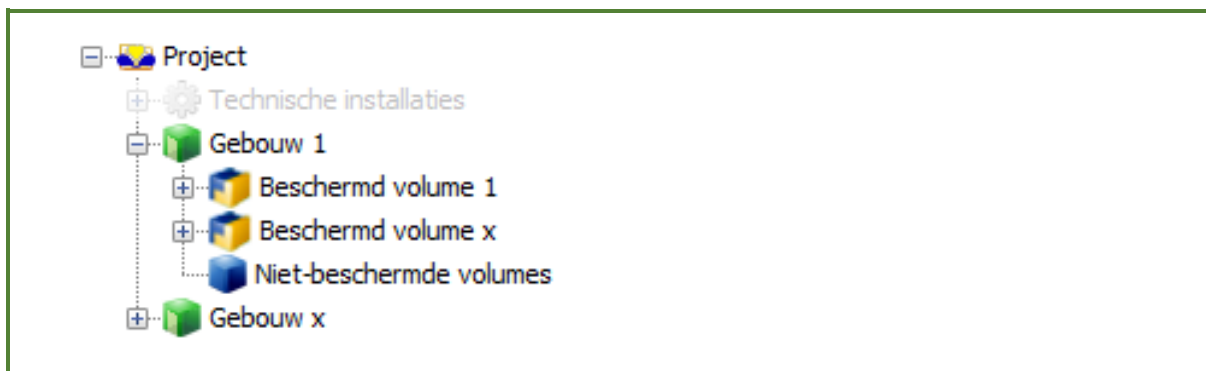 Project
Technische installaties
Gebouw 1
Beschermd volume 1
Beschermd volume x
Niet-beschermde volumes
Gebouw x